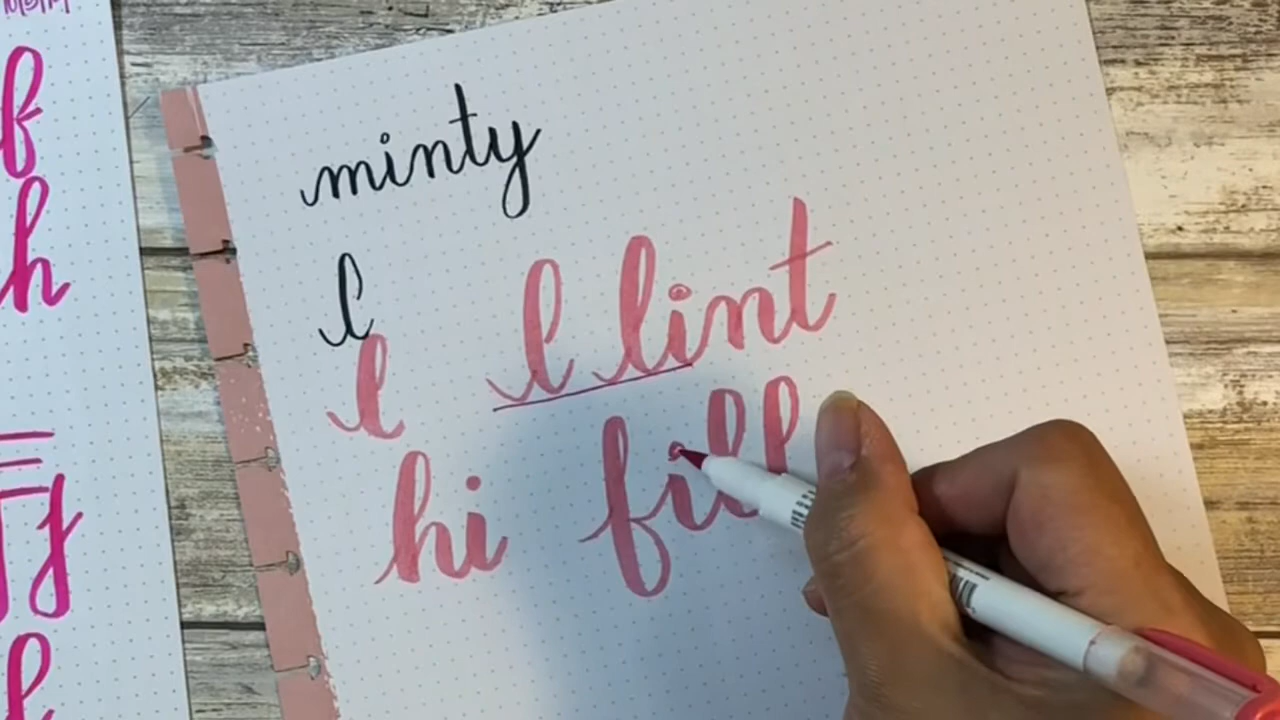 minty
l
l l lint
hi fill
f
h